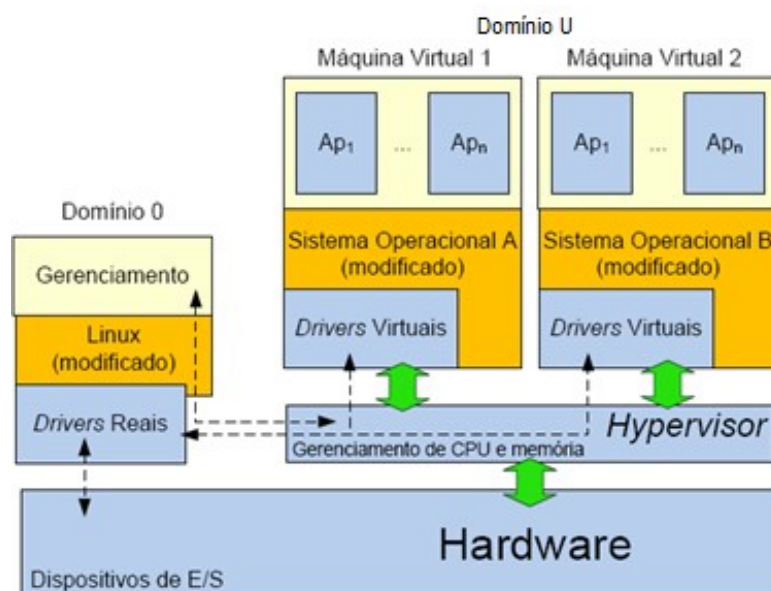 Domínio U
Máquina Virtual 1
Máquina Virtual 2
Ap1 ... Apn
Ap1 ... Apn
Domínio 0
Gerenciamento
Linux
(modificado)
Drivers Reais
Sistema Operacional A
(modificado)
Drivers Virtuais
Sistema Operacional B
(modificado)
Drivers Virtuais
Hypervisor
Gerenciamento de CPU e memória
Hardware
Dispositivos de E/S